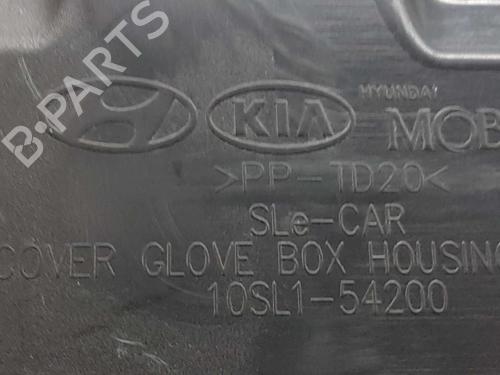 B-PARTS
KIA
HYUNDAI
MOB
>PP-TD20<
SLe-CAR
COVER GLOVE BOX HOUSING
10SL1-54200